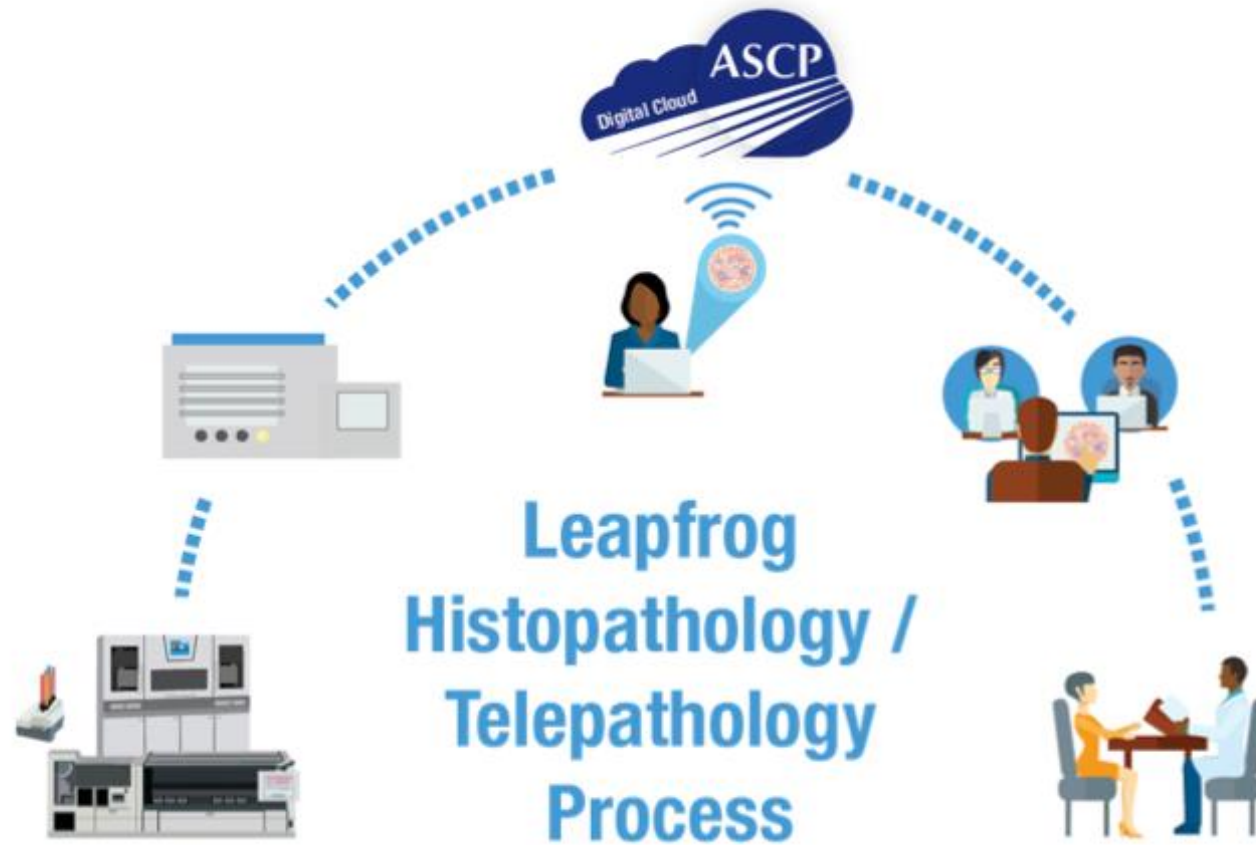 ASCP
Digital Cloud
Leapfrog
Histopathology /
Telepathology
Process